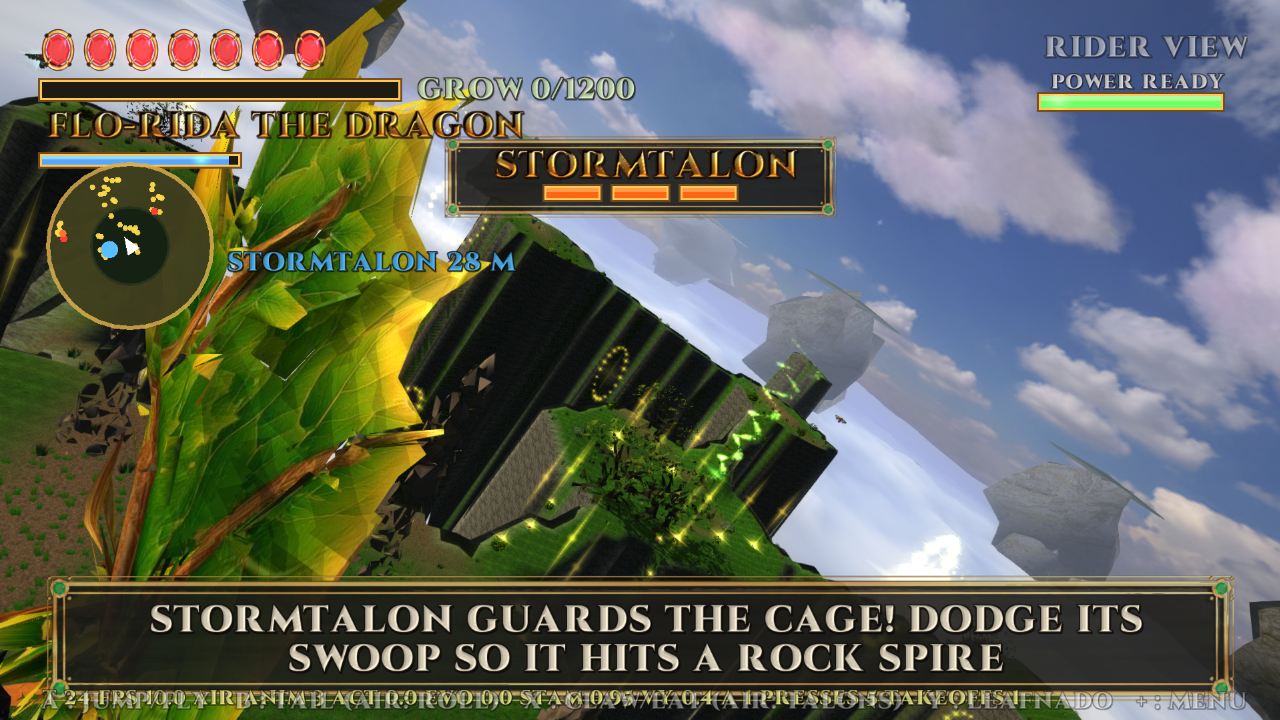 RIDER VIEW
GROW 0/1200
POWER READY
FLO-RIDA THE DRAGON
STORMTALON
STORMTALON 28 M
STORMTALON GUARDS THE CAGE! DODGE ITS
SWOOP SO IT HITS A ROCK SPIRE
+ : MENU